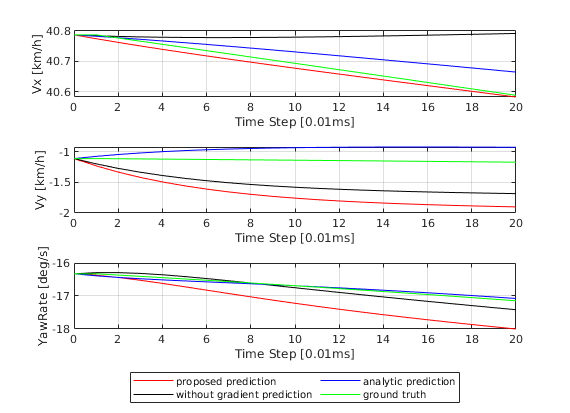 40.8
40.7
40.6
Vx [km/h]
0 2 4 6 8 10 12 14 16 18 20
Time Step [0.01ms]
-1
-1.5
-2
Vy [km/h]
0 2 4 6 8 10 12 14 16 18 20
Time Step [0.01ms]
-16
-17
-18
YawRate [deg/s]
0 2 4 6 8 10 12 14 16 18 20
Time Step [0.01ms]
proposed prediction analytic prediction
without gradient prediction ground truth